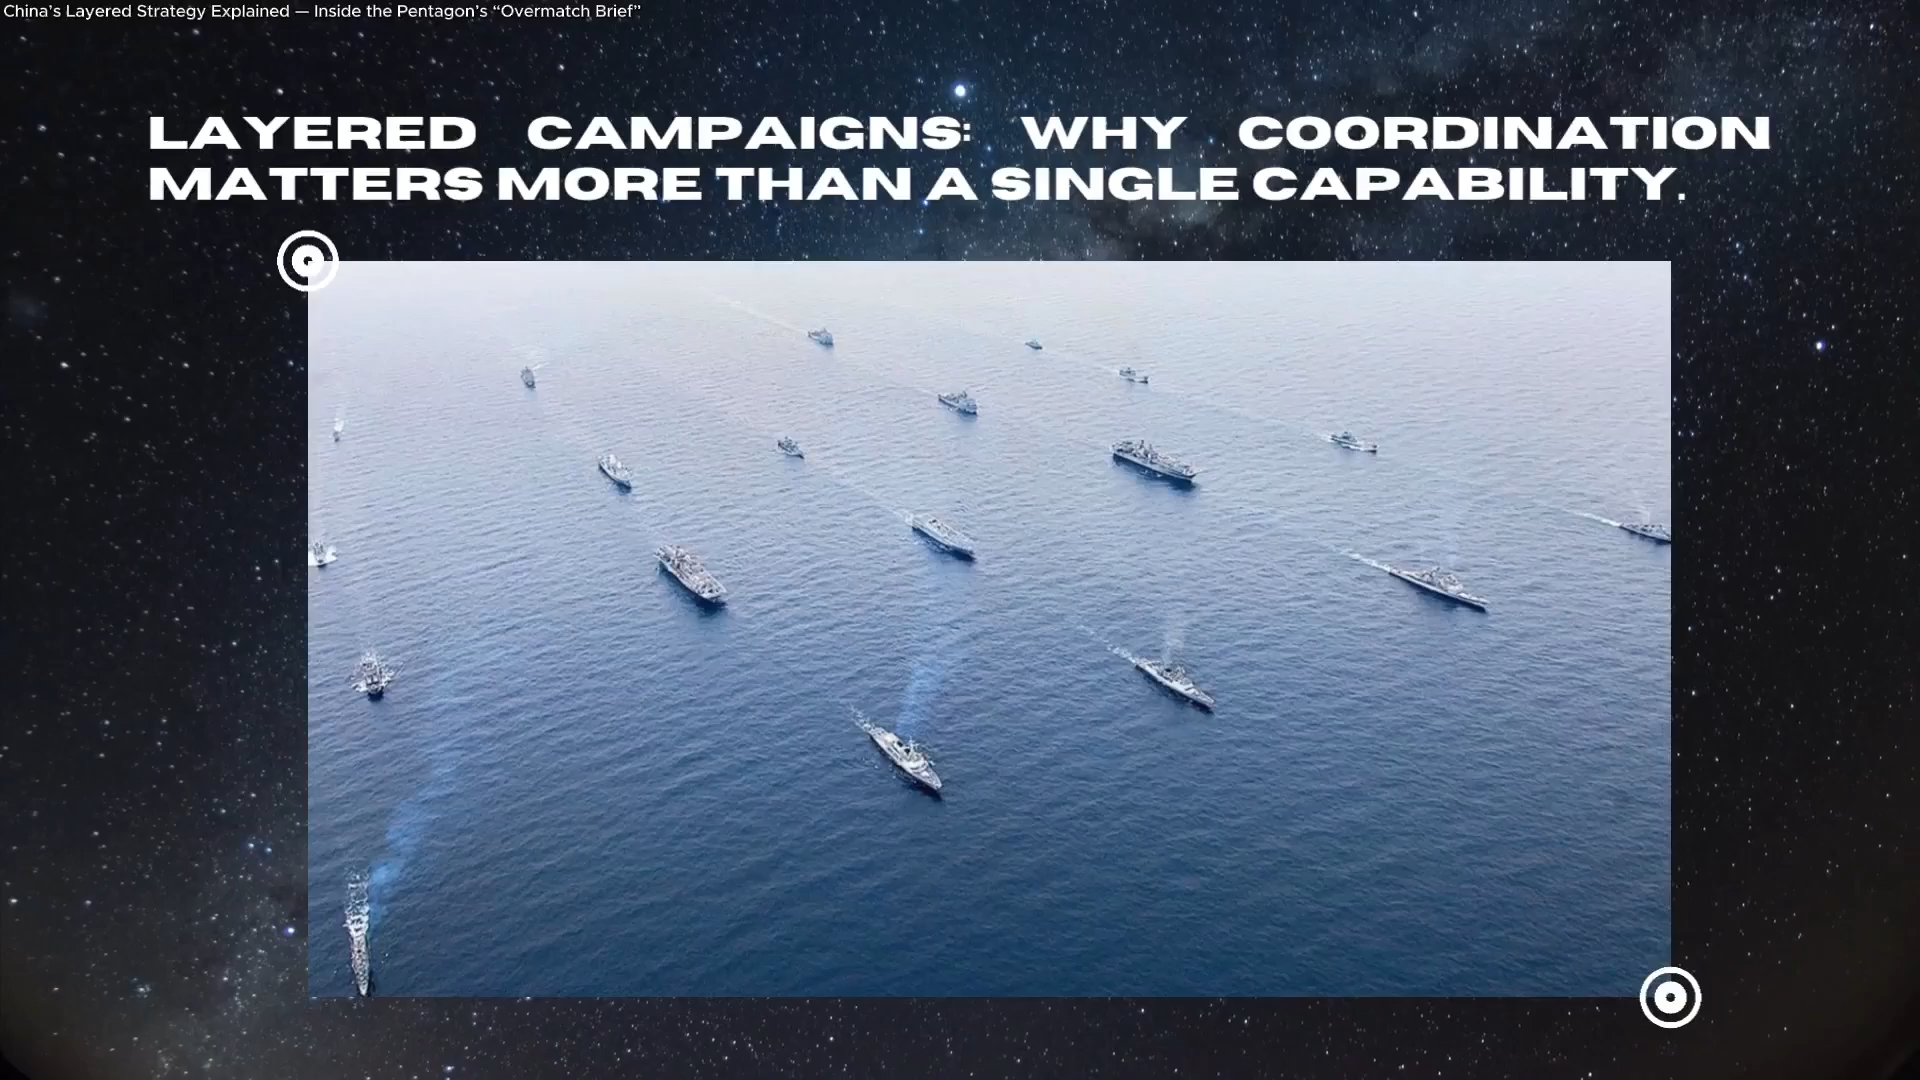 China’s Layered Strategy Explained — Inside the Pentagon’s “Overmatch Brief”
LAYERED CAMPAIGNS: WHY COORDINATION
MATTERS MORE THAN A SINGLE CAPABILITY.